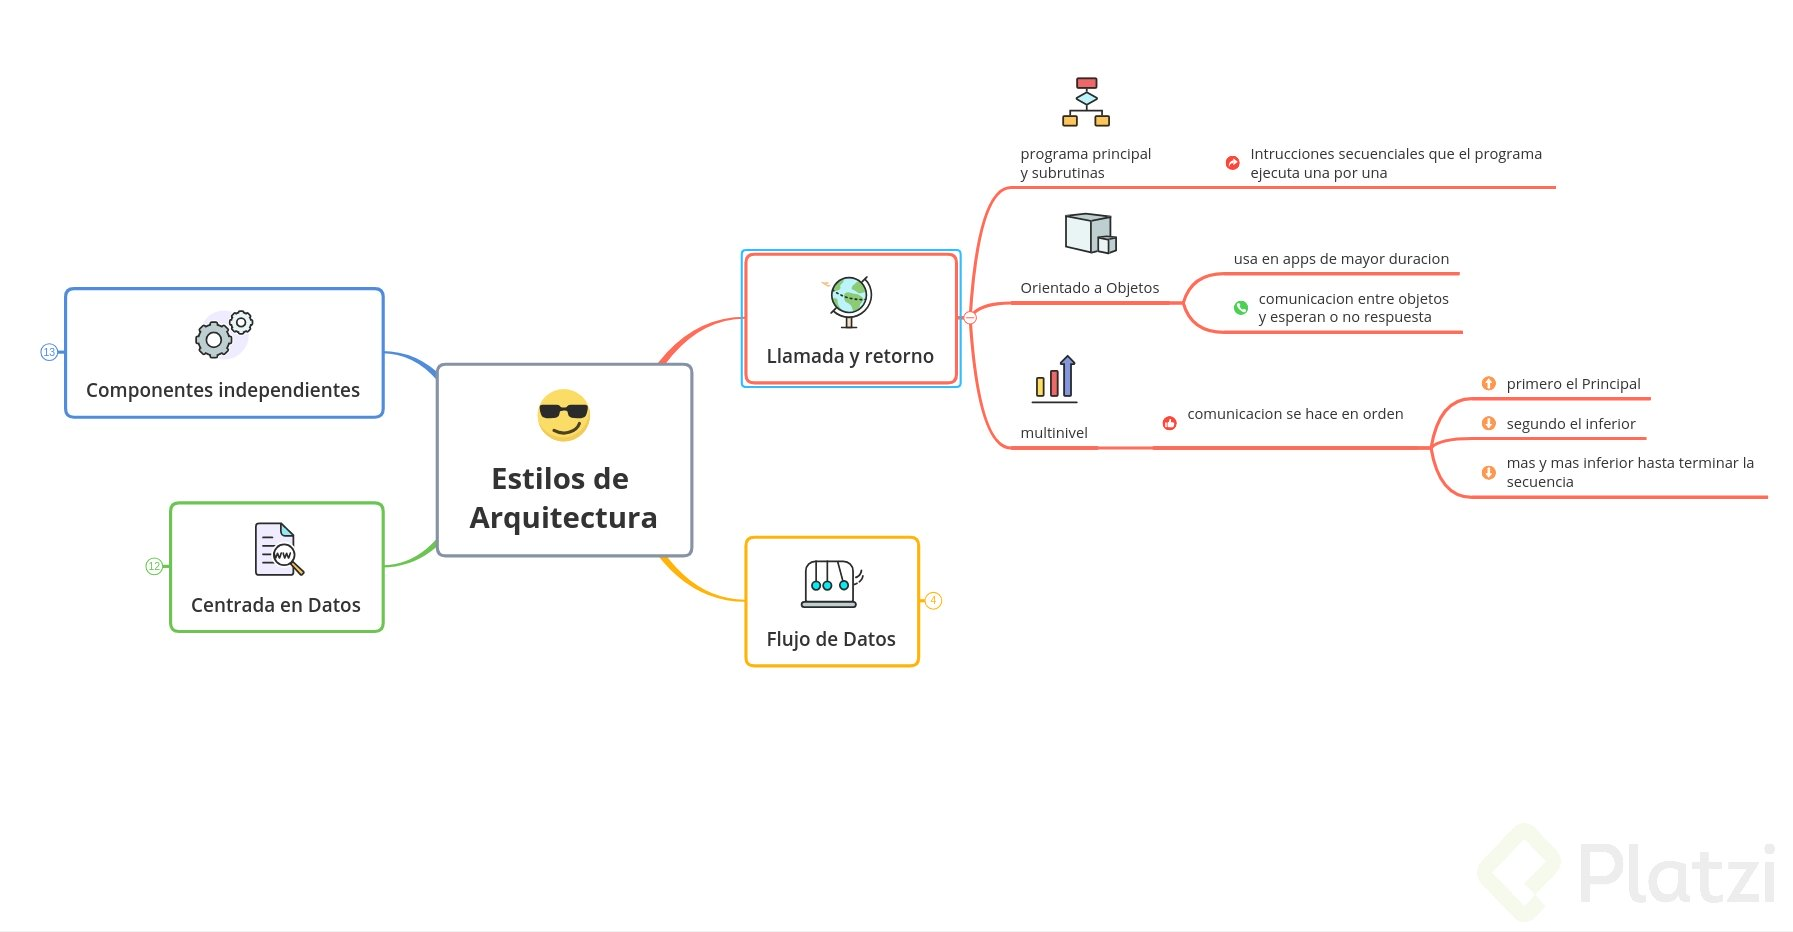 programa principal
y subrutinas
Intrucciones secuenciales que el programa
ejecuta una por una
Orientado a Objetos
usa en apps de mayor duracion
comunicacion entre objetos
y esperan o no respuesta
Llamada y retorno
multinivel
comunicacion se hace en orden
primero el Principal
segundo el inferior
mas y mas inferior hasta terminar la
secuencia
13
Componentes independientes
Estilos de
Arquitectura
12
WW
Centrada en Datos
Flujo de Datos
4
Platzi